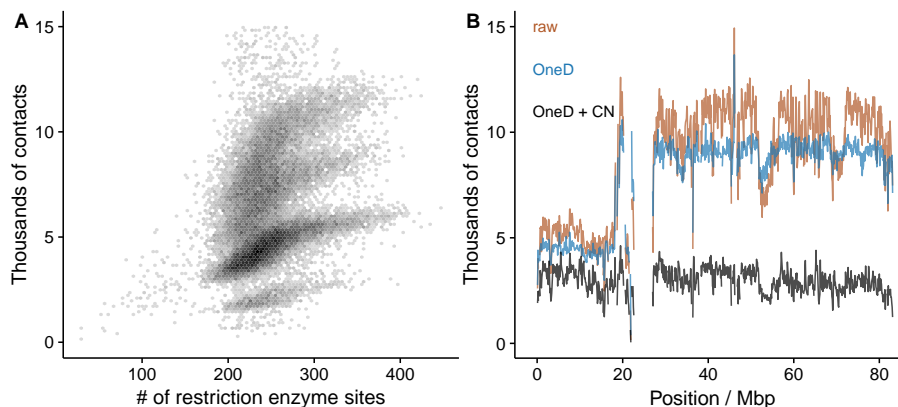 A
Thousands of contacts
15
10
5
0
100
200
300
400
# of restriction enzyme sites
B
Thousands of contacts
15
10
5
0
raw
OneD
OneD + CN
0
20
40
60
80
Position / Mbp